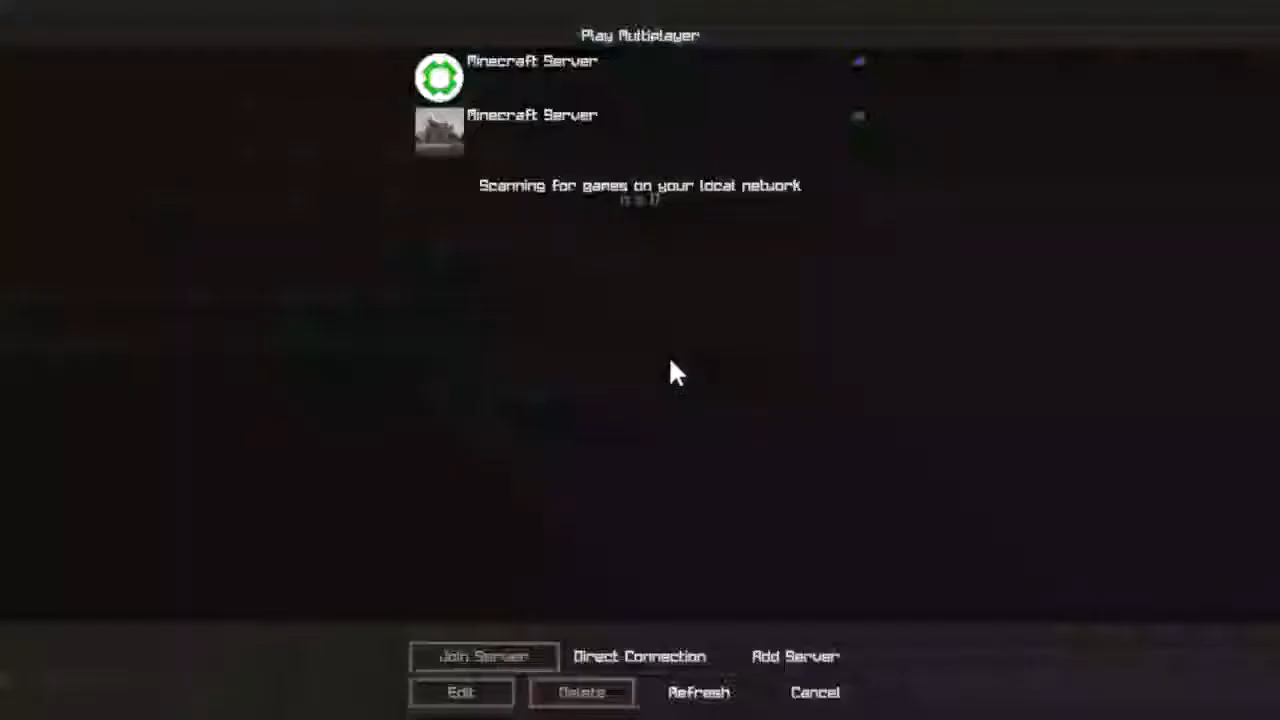 Play Multiplayer
Minecraft Server
Minecraft Server
Scanning for games on your local network
Join Server
Direct Connection
Add Server
Edit
Delete
Refresh
Cancel